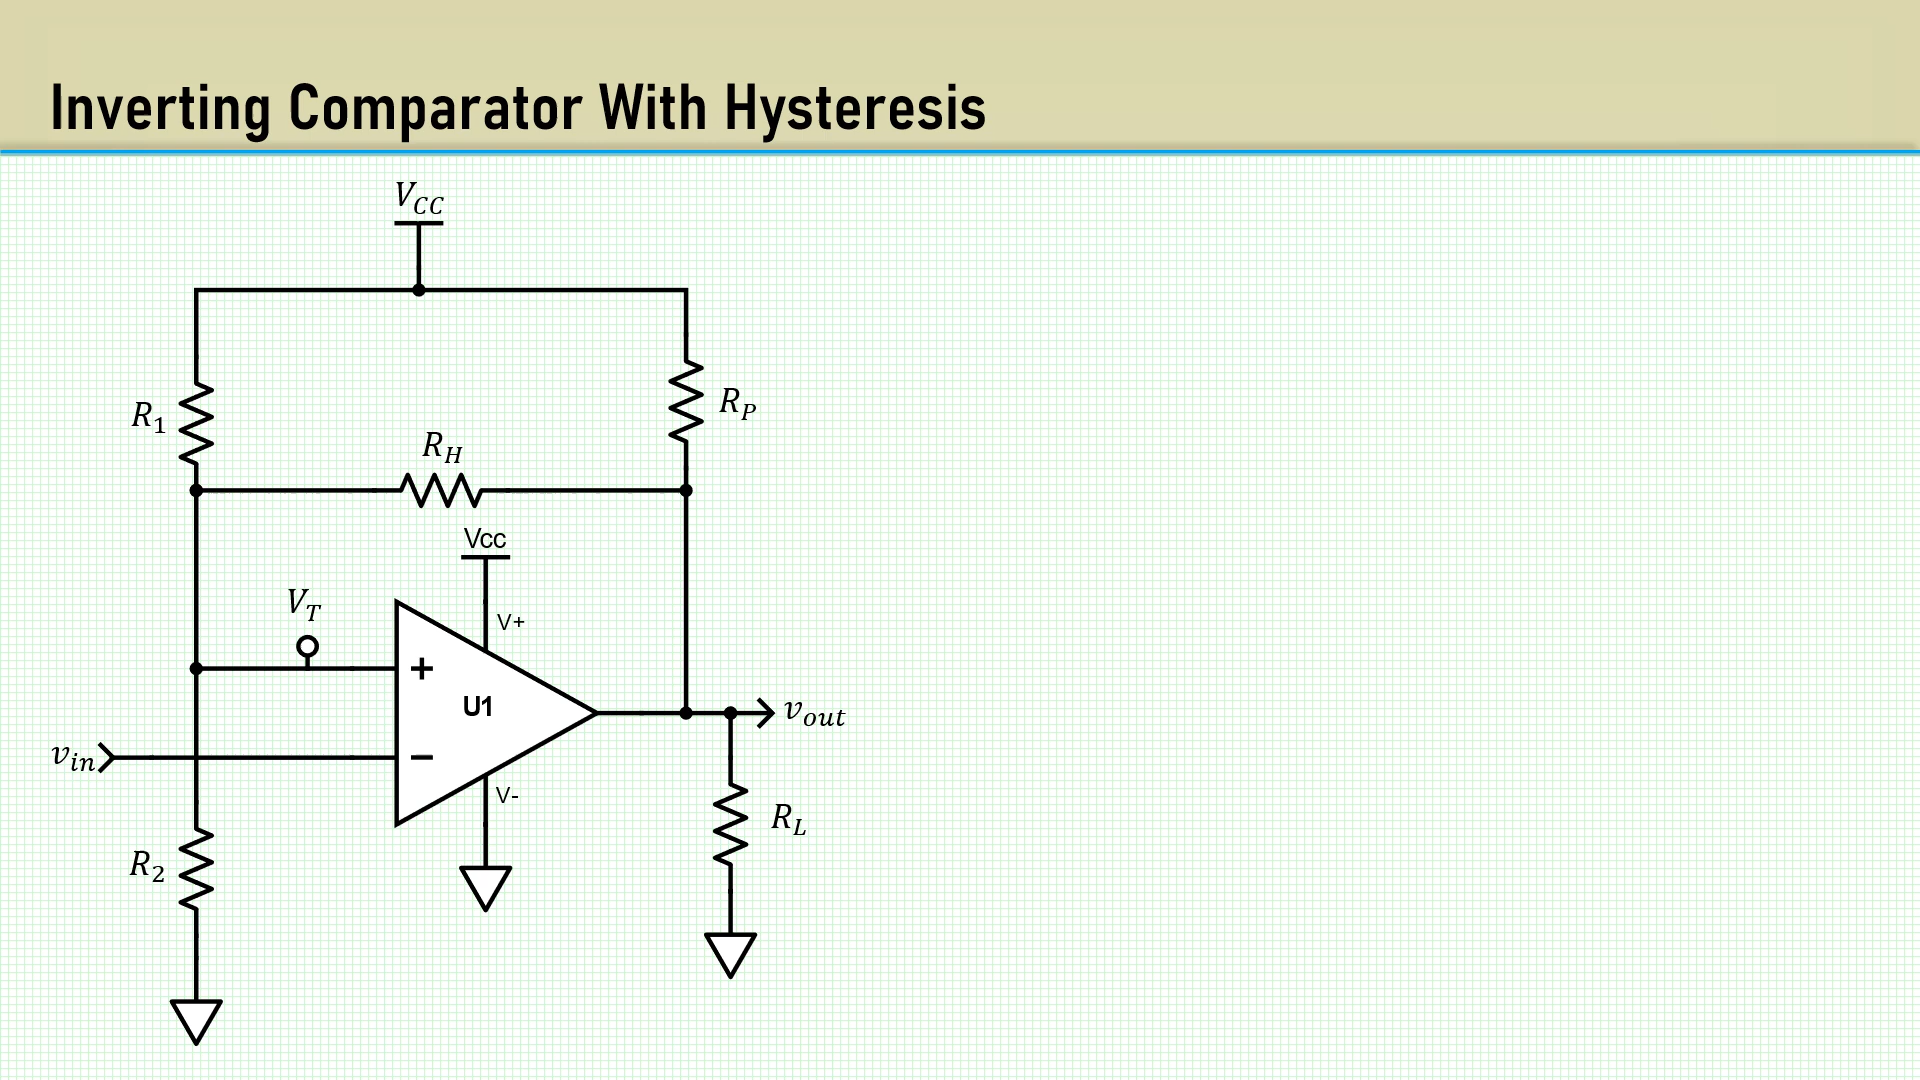 Inverting Comparator With Hysteresis
V_CC
R_1
R_P
R_H
Vcc
V_T
V+
+
U1
v_out
v_in
−
V-
R_L
R_2